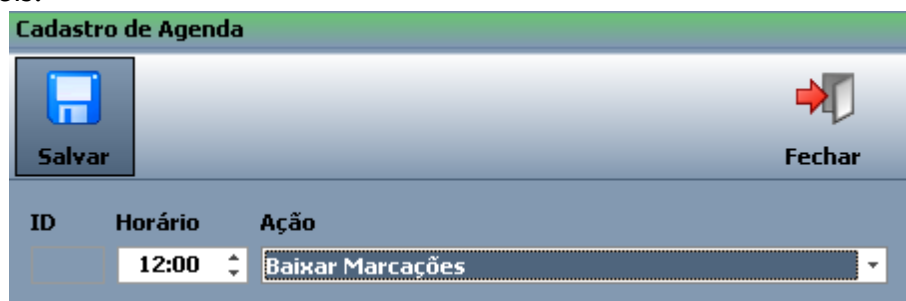 Cadastro de Agenda
Salvar
Fechar
ID Horário Ação
12:00 Baixar Marcações